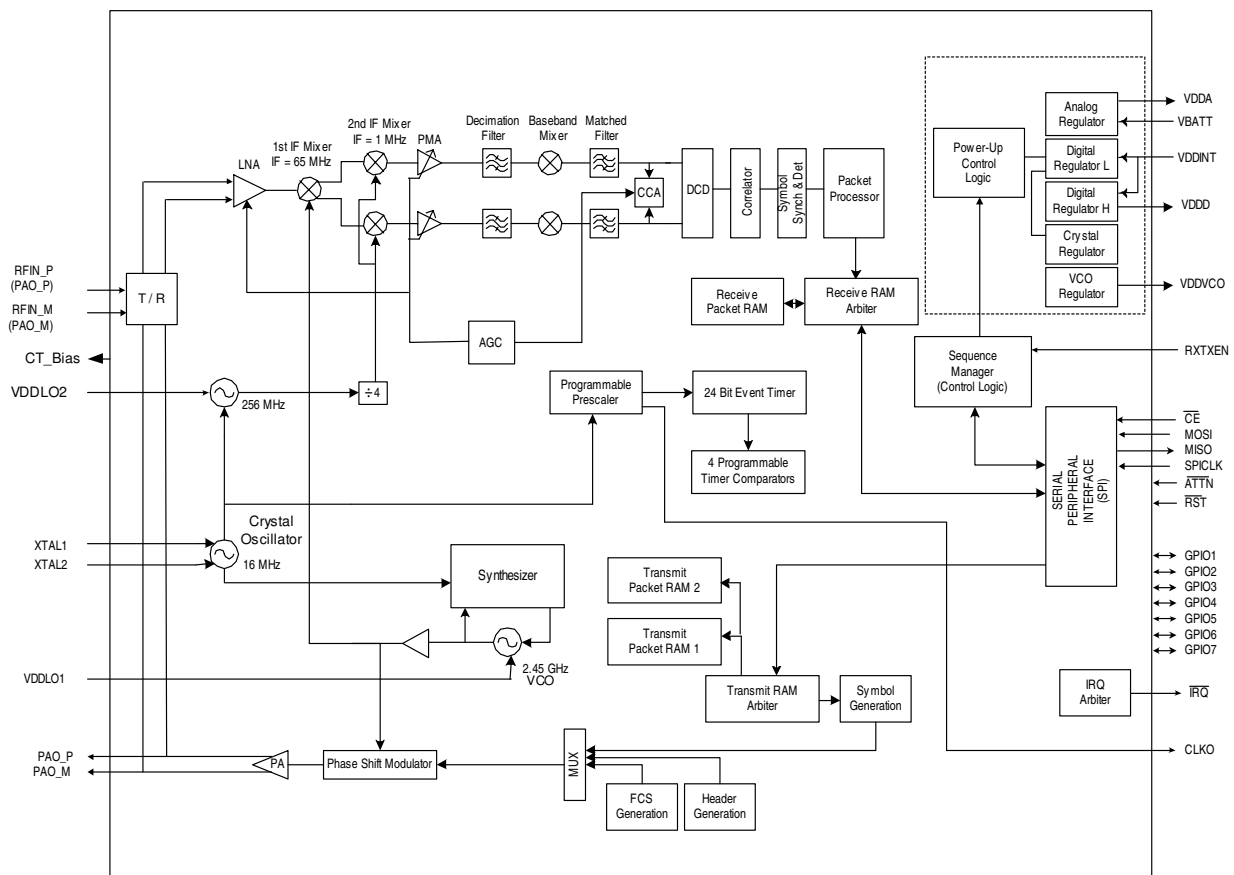 Analog
Regulator
VDDA
VBATT
2nd IF Mixer
IF = 1 MHz
PMA
Decimation
Filter
Baseband
Mixer
Matched
Filter
1st IF Mixer
IF = 65 MHz
LNA
Power-Up
Control
Logic
Digital
Regulator L
VDDINT
CCA
DCD
Correlator
Symbol
Synch & Det
Packet
Processor
Digital
Regulator H
VDDD
Crystal
Regulator
RFIN_P
(PAO_P)
RFIN_M
(PAO_M)
T / R
Receive
Packet RAM
Receive RAM
Arbiter
VCO
Regulator
VDDVCO
CT_Bias
AGC
Sequence
Manager
(Control Logic)
RXTXEN
VDDLO2
256 MHz
÷4
Programmable
Prescaler
24 Bit Event Timer
4 Programmable
Timer Comparators
SERIAL
PERIPHERAL
INTERFACE
(SPI)
CE
MOSI
MISO
SPICLK
ATTN
RST
Crystal
Oscillator
XTAL1
XTAL2
16 MHz
Synthesizer
Transmit
Packet RAM 2
Transmit
Packet RAM 1
GPIO1
GPIO2
GPIO3
GPIO4
GPIO5
GPIO6
GPIO7
VDDLO1
2.45 GHz
VCO
Transmit RAM
Arbiter
Symbol
Generation
IRQ
Arbiter
IRQ
PAO_P
PAO_M
PA
Phase Shift Modulator
MUX
CLKO
FCS
Generation
Header
Generation